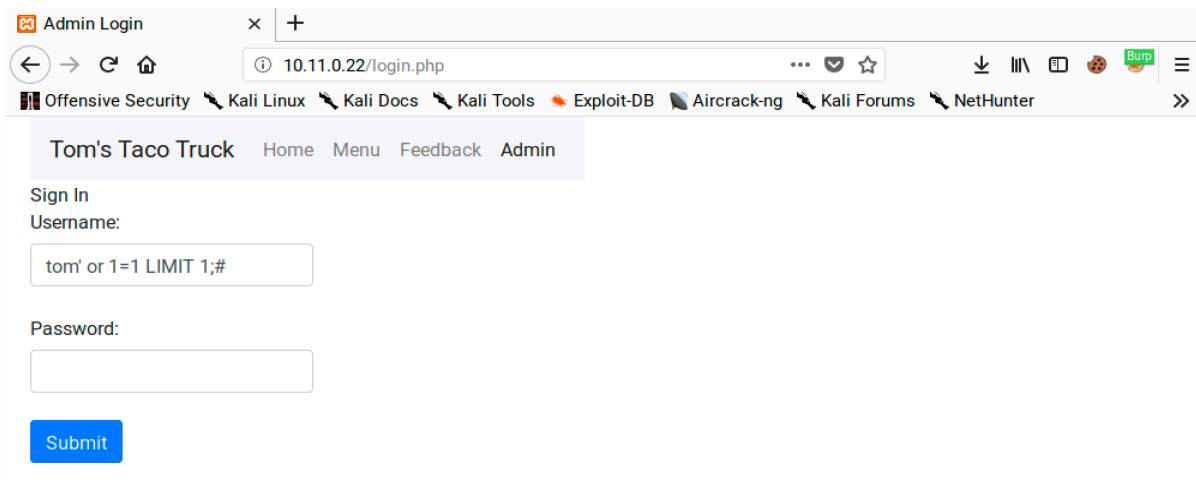 Admin Login
10.11.0.22/login.php
Burp
Offensive Security Kali Linux Kali Docs Kali Tools Exploit-DB Aircrack-ng Kali Forums NetHunter
Tom's Taco Truck Home Menu Feedback Admin
Sign In
Username:
tom' or 1=1 LIMIT 1;#
Password:
Submit